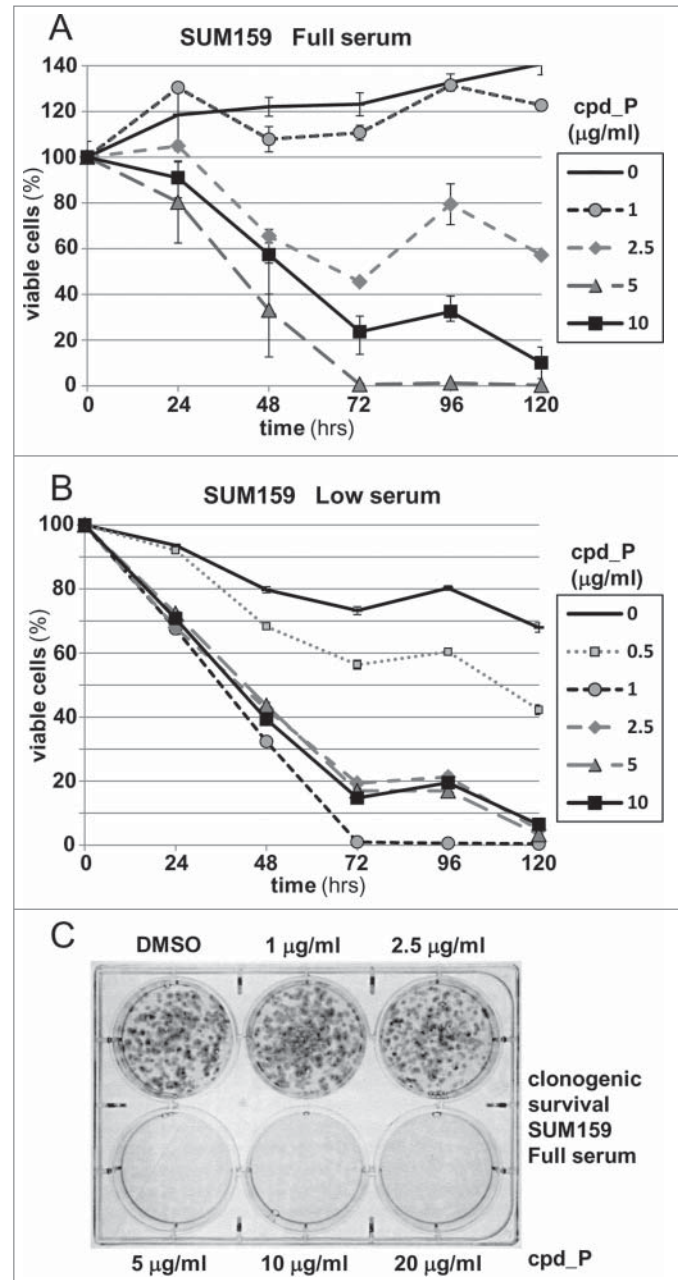 A
SUM159 Full serum
140
120
100
80
60
40
20
0
viable cells (%)
0 24 48 72 96 120
time (hrs)
cpd_P
(μg/ml)
0
1
2.5
5
10
B
SUM159 Low serum
100
80
60
40
20
0
viable cells (%)
0 24 48 72 96 120
time (hrs)
cpd_P
(μg/ml)
0
0.5
1
2.5
5
10
C
DMSO 1 μg/ml 2.5 μg/ml
clonogenic
survival
SUM159
Full serum
5 μg/ml 10 μg/ml 20 μg/ml cpd_P